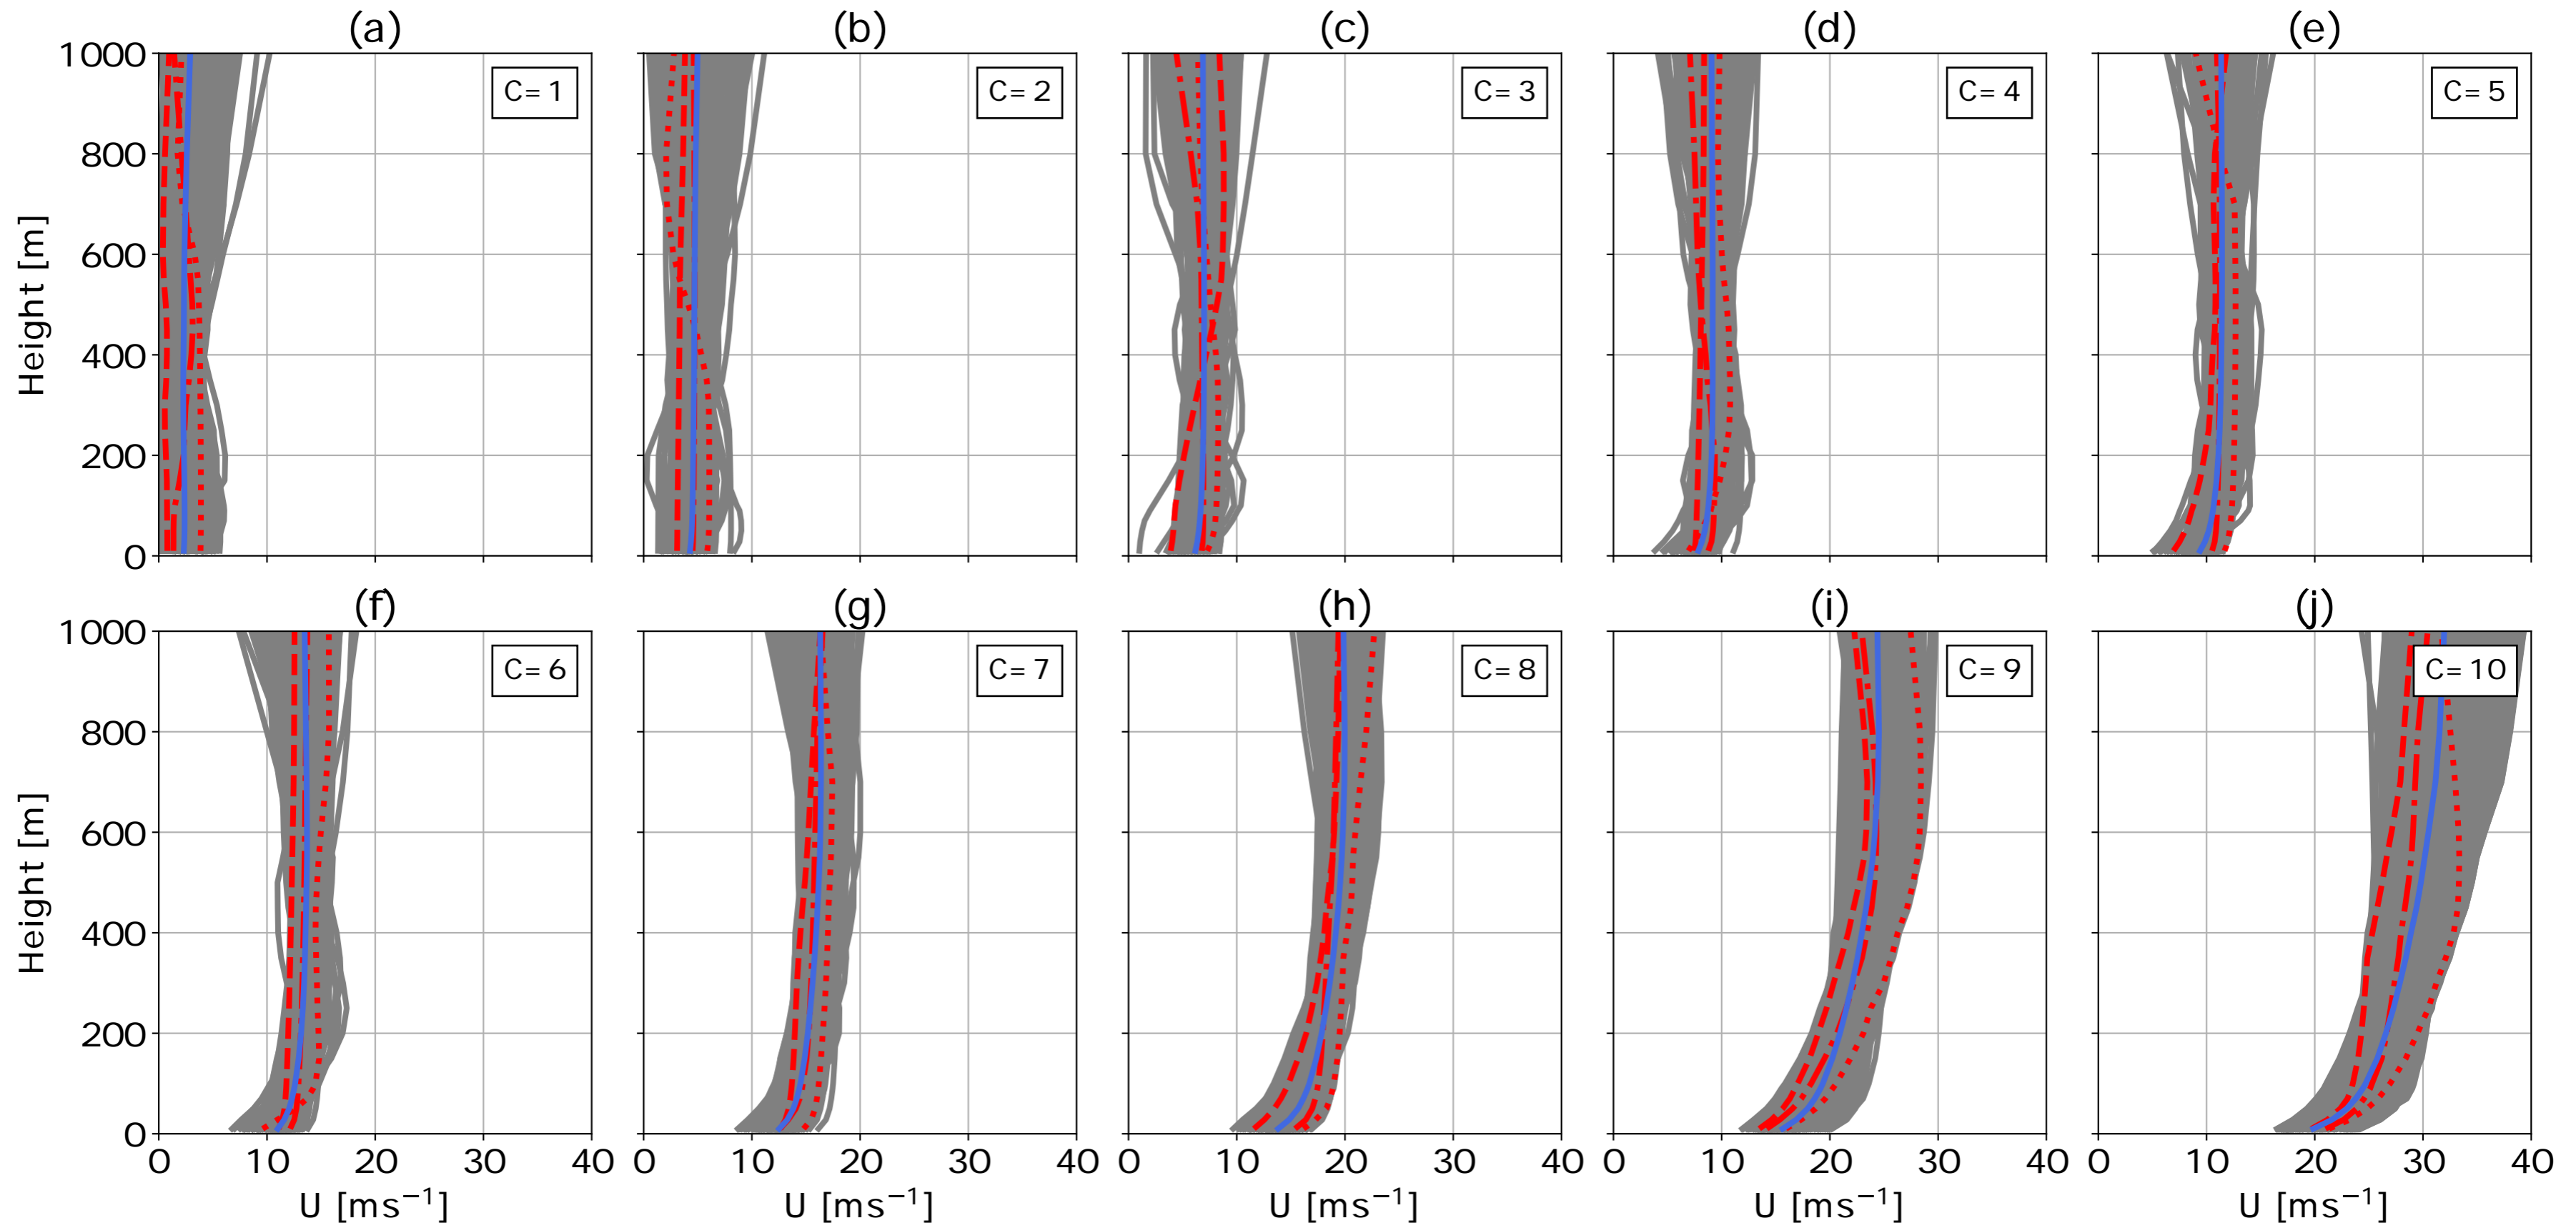 (a) (b) (c) (d) (e)
C= 1 C= 2 C= 3 C= 4 C= 5
1000
800
600
400
200
0
Height [m]
(f) (g) (h) (i) (j)
C= 6 C= 7 C= 8 C= 9 C= 10
1000
800
600
400
200
0
Height [m]
0 10 20 30 40 0 10 20 30 40 0 10 20 30 40 0 10 20 30 40 0 10 20 30 40
U [ms⁻¹] U [ms⁻¹] U [ms⁻¹] U [ms⁻¹] U [ms⁻¹]